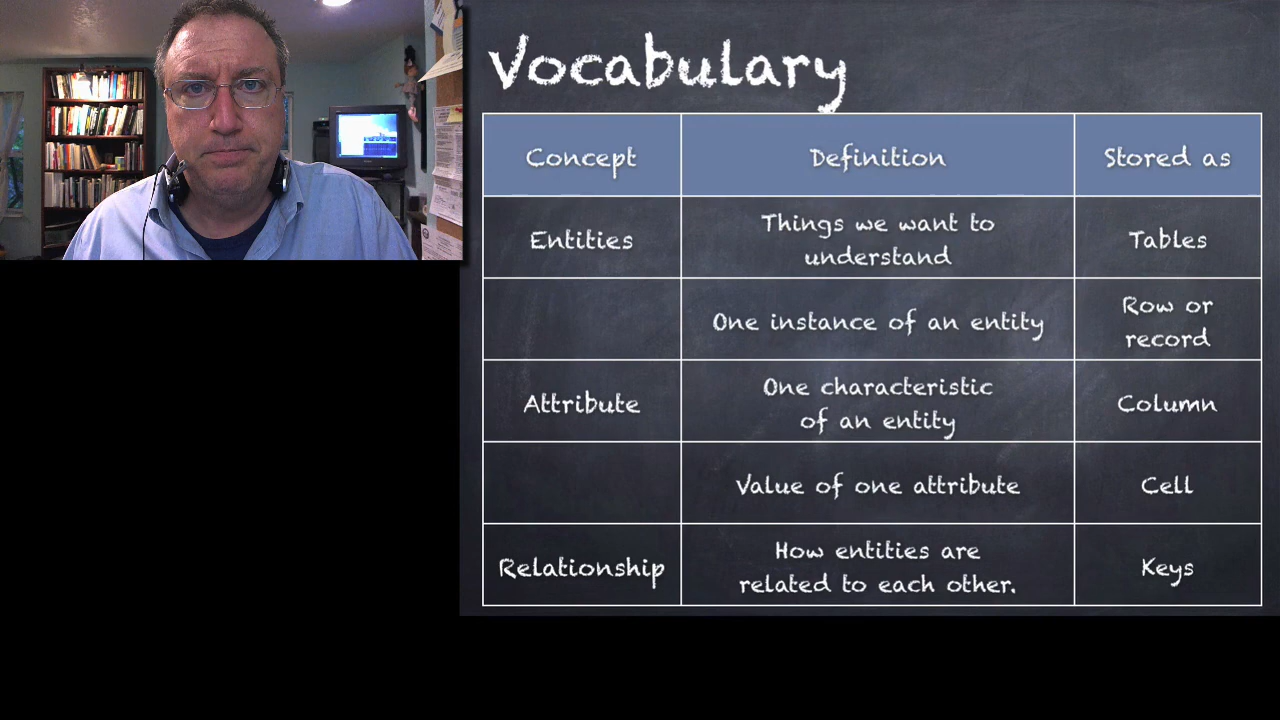 Vocabulary
Concept
Definition
Stored as
Entities
Things we want to
understand
Tables
One instance of an entity
Row or
record
Attribute
One characteristic
of an entity
Column
Value of one attribute
Cell
Relationship
How entities are
related to each other.
Keys